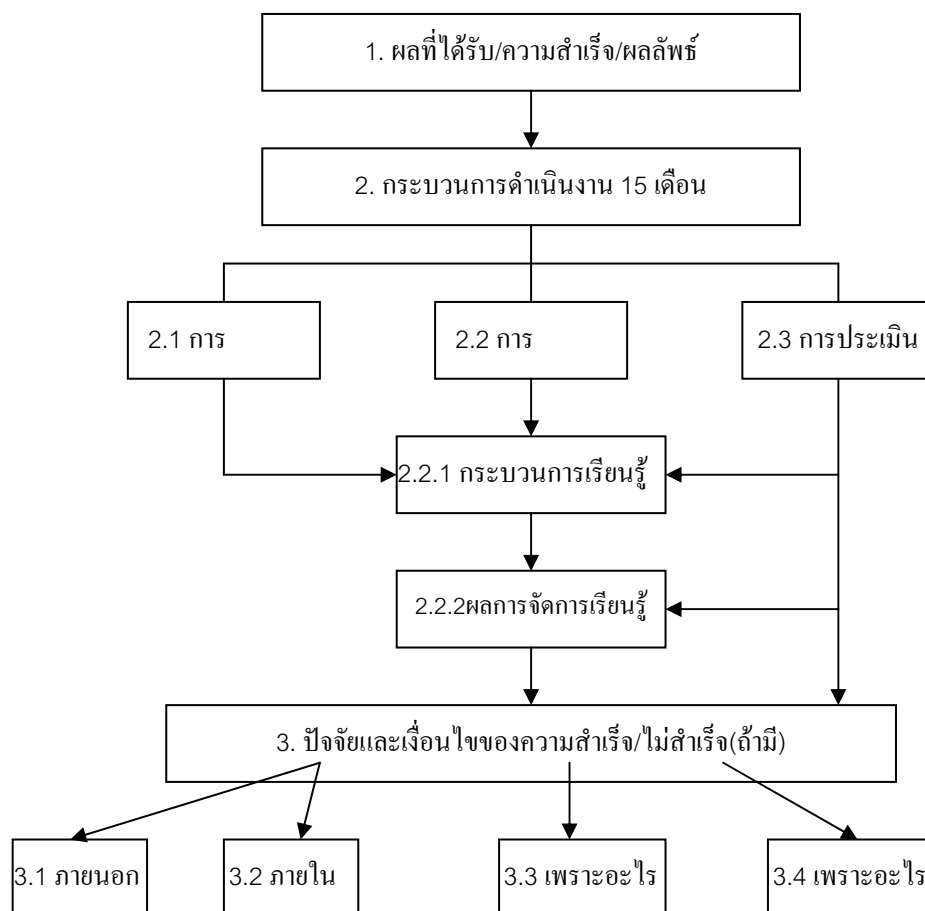 1. ผลที่ได้รับ/ความสำเร็จ/ผลลัพธ์
2. กระบวนการดำเนินงาน 15 เดือน
2.1 การ
2.2 การ
2.3 การประเมิน
2.2.1 กระบวนการเรียนรู้
2.2.2ผลการจัดการเรียนรู้
3. ปัจจัยและเงื่อนไขของความสำเร็จ/ไม่สำเร็จ(ถ้ามี)
3.1 ภายนอก
3.2 ภายใน
3.3 เพราะอะไร
3.4 เพราะอะไร